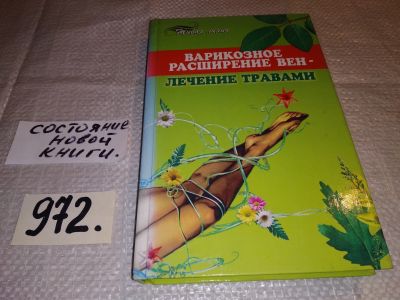 ВАРИКОЗНОЕ
РАСШИРЕНИЕ ВЕН -
ЛЕЧЕНИЕ ТРАВАМИ
состояние
новой
книги.
972.